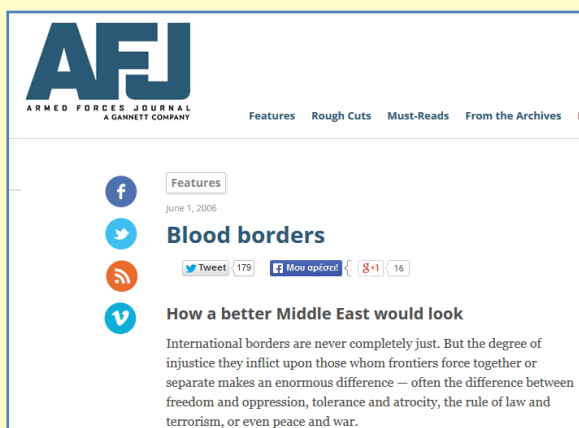 AFJ
ARMED FORCES JOURNAL
A GANNETT COMPANY
Features Rough Cuts Must-Reads From the Archives
Features
June 1, 2006
Blood borders
Tweet 179 Μου αρέσει! g+1 16
How a better Middle East would look
International borders are never completely just. But the degree of
injustice they inflict upon those whom frontiers force together or
separate makes an enormous difference — often the difference between
freedom and oppression, tolerance and atrocity, the rule of law and
terrorism, or even peace and war.